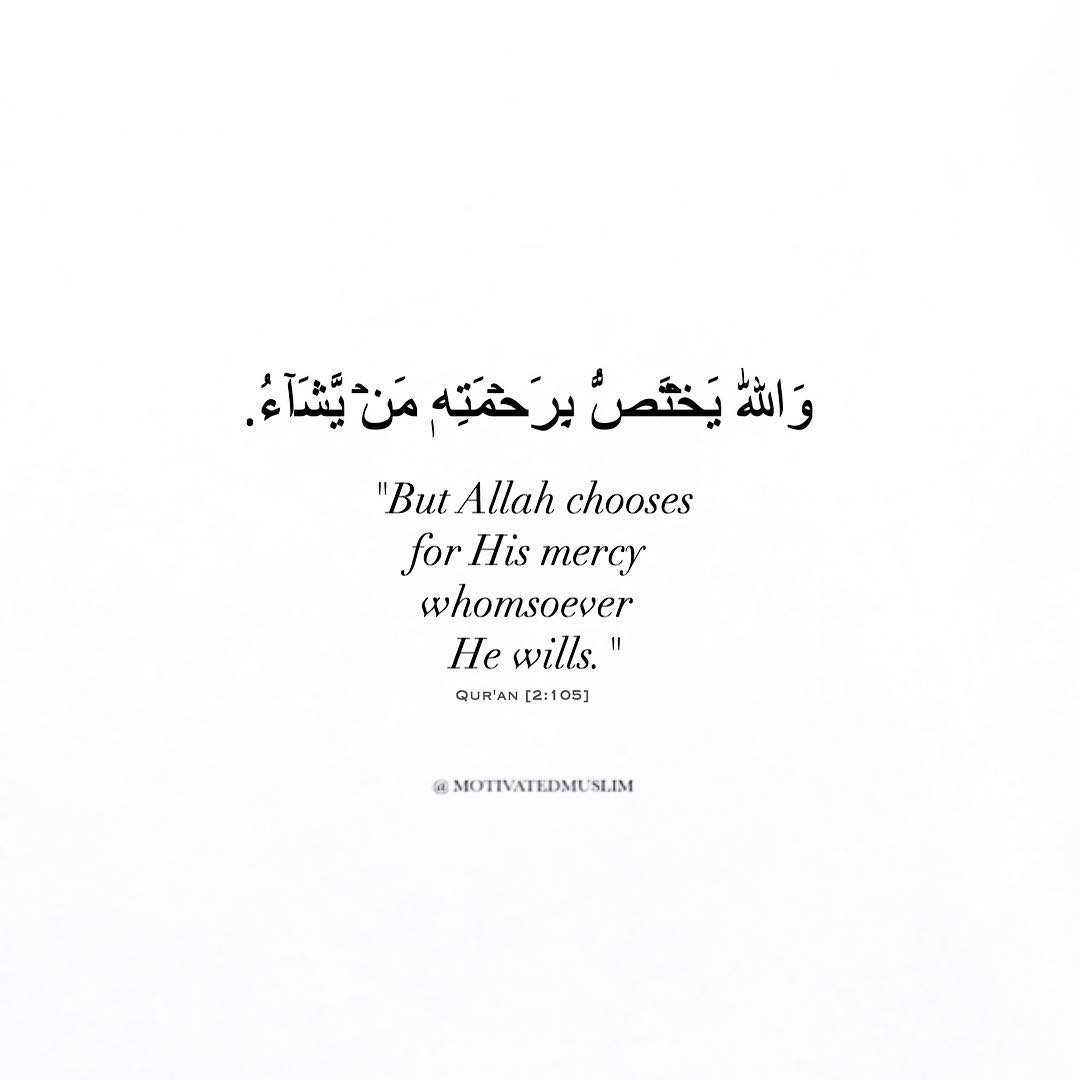 وَاللّٰهُ يَخۡتَصُّ بِرَحۡمَتِهٖ مَنۡ يَّشَآءُ.
"But Allah chooses
for His mercy
whomsoever
He wills. "
QUR'AN [2:105]
@ MOTIVATEDMUSLIM